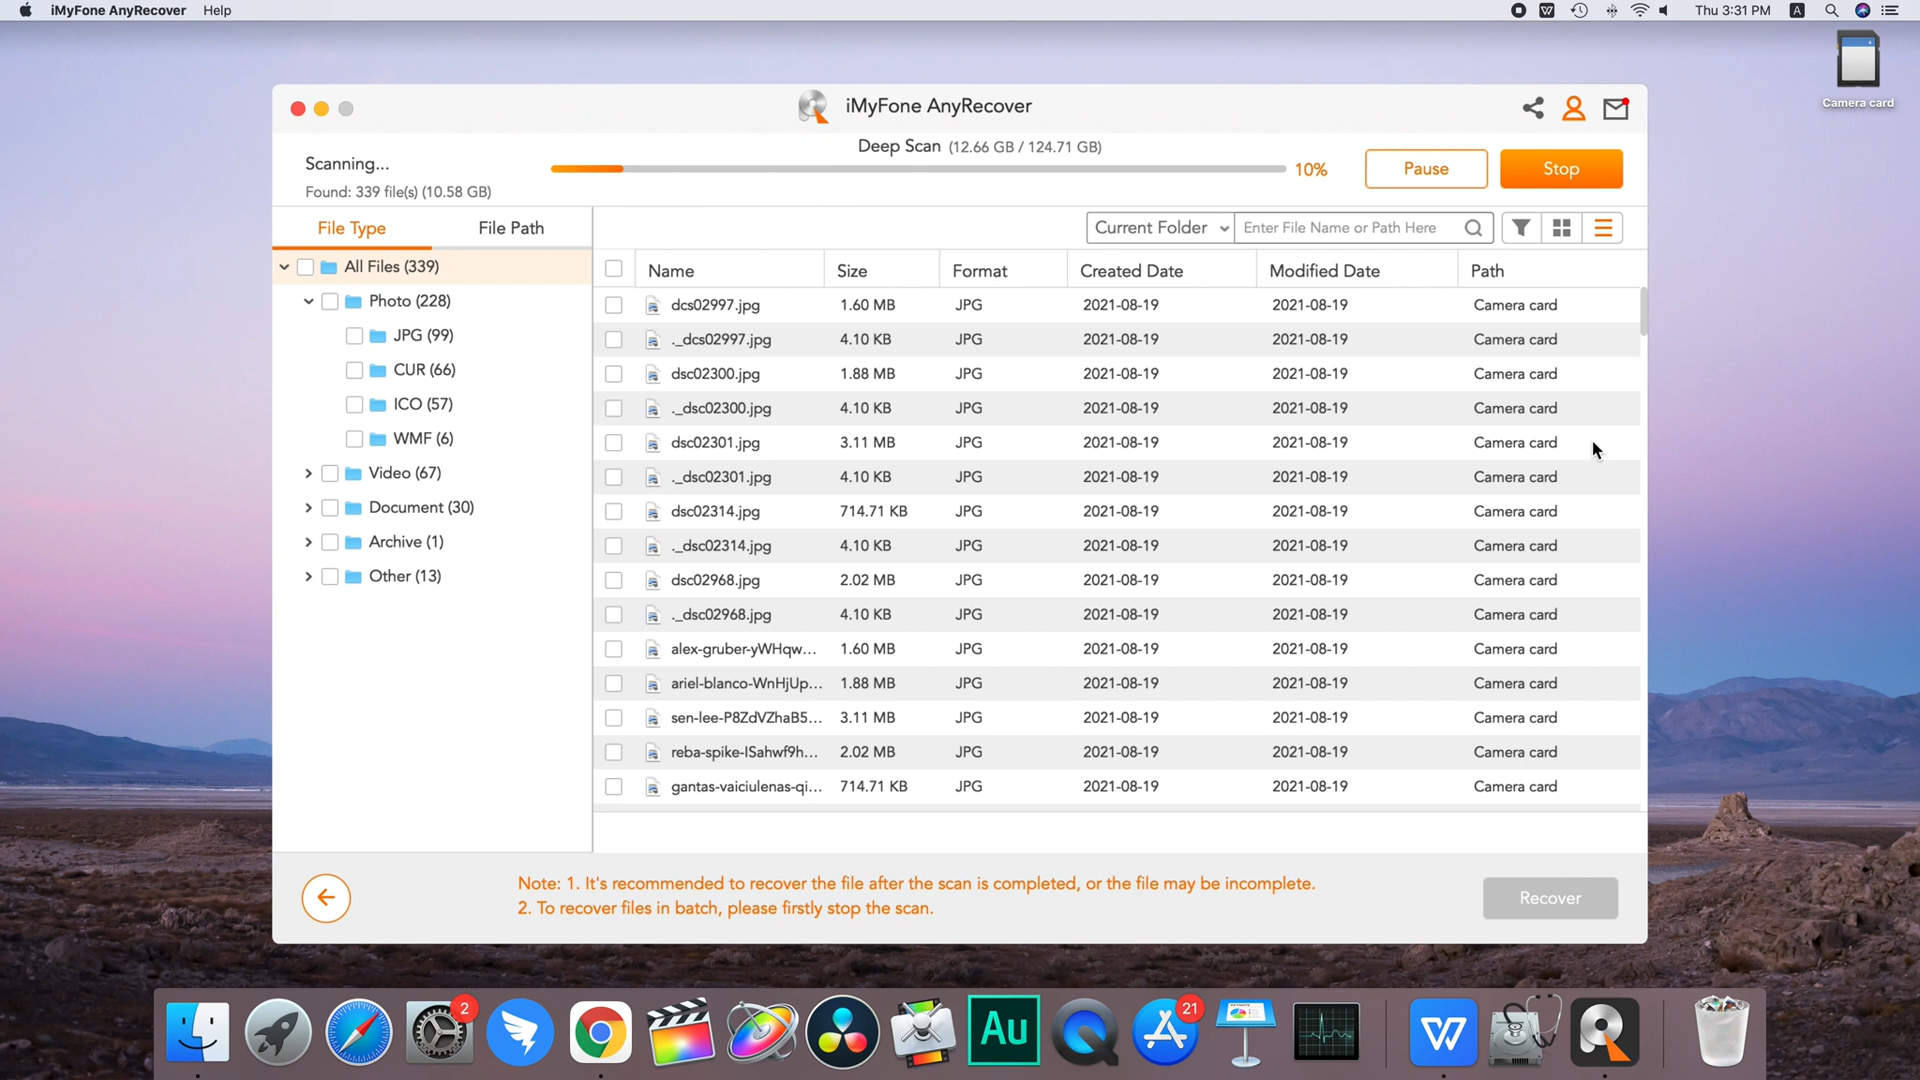 iMyFone AnyRecover Help
Thu 3:31 PM A
Camera card
iMyFone AnyRecover
Scanning...
Found: 339 file(s) (10.58 GB)
Deep Scan (12.66 GB / 124.71 GB)
10%
Pause
Stop
File Type File Path
Current Folder
Enter File Name or Path Here
All Files (339)
Photo (228)
JPG (99)
CUR (66)
ICO (57)
WMF (6)
Video (67)
Document (30)
Archive (1)
Other (13)
Name Size Format Created Date Modified Date Path
dcs02997.jpg 1.60 MB JPG 2021-08-19 2021-08-19 Camera card
._dcs02997.jpg 4.10 KB JPG 2021-08-19 2021-08-19 Camera card
dsc02300.jpg 1.88 MB JPG 2021-08-19 2021-08-19 Camera card
._dsc02300.jpg 4.10 KB JPG 2021-08-19 2021-08-19 Camera card
dsc02301.jpg 3.11 MB JPG 2021-08-19 2021-08-19 Camera card
._dsc02301.jpg 4.10 KB JPG 2021-08-19 2021-08-19 Camera card
dsc02314.jpg 714.71 KB JPG 2021-08-19 2021-08-19 Camera card
._dsc02314.jpg 4.10 KB JPG 2021-08-19 2021-08-19 Camera card
dsc02968.jpg 2.02 MB JPG 2021-08-19 2021-08-19 Camera card
._dsc02968.jpg 4.10 KB JPG 2021-08-19 2021-08-19 Camera card
alex-gruber-yWHqw... 1.60 MB JPG 2021-08-19 2021-08-19 Camera card
ariel-blanco-WnHjUp... 1.88 MB JPG 2021-08-19 2021-08-19 Camera card
sen-lee-P8ZdVZhaB5... 3.11 MB JPG 2021-08-19 2021-08-19 Camera card
reba-spike-ISahwf9h... 2.02 MB JPG 2021-08-19 2021-08-19 Camera card
gantas-vaiciulenas-qi... 714.71 KB JPG 2021-08-19 2021-08-19 Camera card
Note: 1. It's recommended to recover the file after the scan is completed, or the file may be incomplete.
2. To recover files in batch, please firstly stop the scan.
Recover
2
Au
21
W